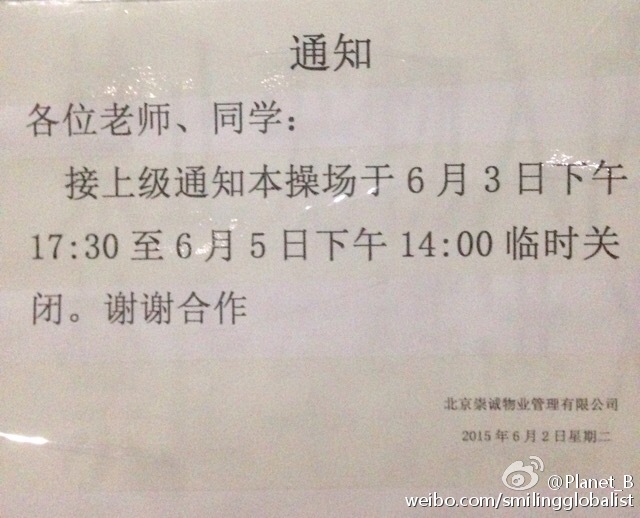 通知
各位老师、同学：
接上级通知本操场于 6 月 3 日下午
17:30 至 6 月 5 日下午 14:00 临时关
闭。谢谢合作
北京崇诚物业管理有限公司
2015 年 6 月 2 日星期二
@Planet_B
weibo.com/smilingglobalist